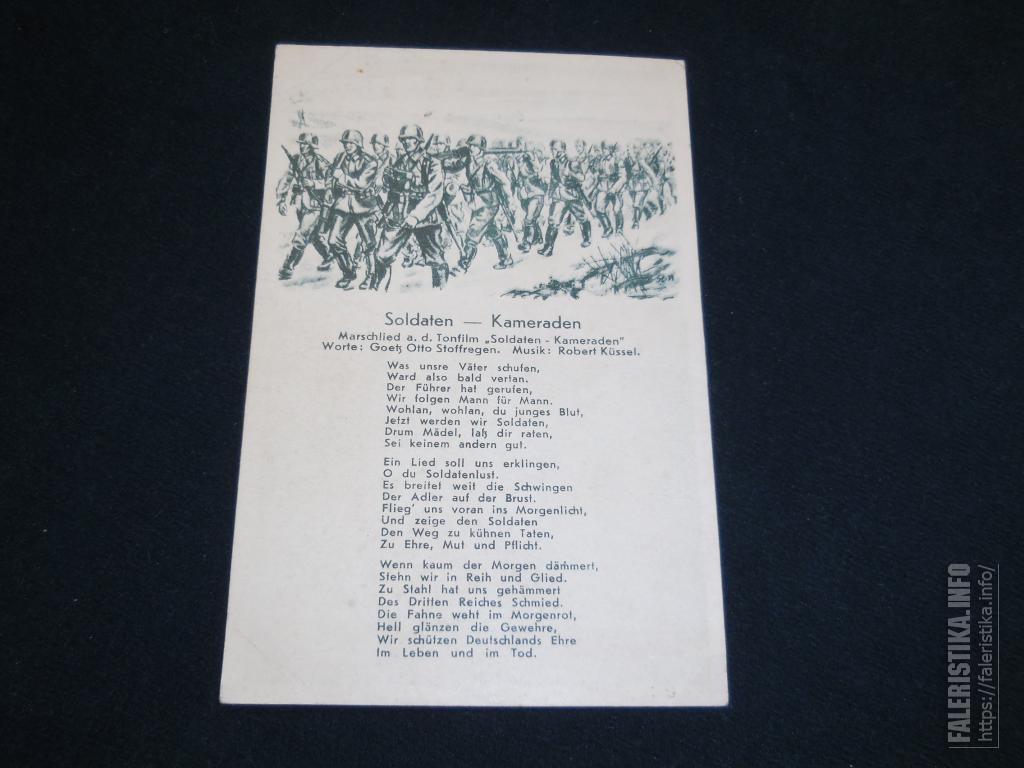 Soldaten — Kameraden
Marschlied a. d. Tonfilm „Soldaten - Kameraden"
Worte: Goetz Otto Stoffregen. Musik: Robert Küssel.
Was unsre Väter schufen,
Ward also bald vertan.
Der Führer hat gerufen,
Wir folgen Mann für Mann.
Wohlan, wohlan, du junges Blut,
Jetzt werden wir Soldaten,
Drum Mädel, laß dir raten,
Sei keinem andern gut.
Ein Lied soll uns erklingen,
O du Soldatenlust.
Es breitet weit die Schwingen
Der Adler auf der Brust.
Flieg' uns voran ins Morgenlicht,
Und zeige den Soldaten
Den Weg zu kühnen Taten,
Zu Ehre, Mut und Pflicht.
Wenn kaum der Morgen dämmert,
Stehn wir in Reih und Glied.
Zu Stahl hat uns gehämmert
Des Dritten Reiches Schmied.
Die Fahne weht im Morgenrot,
Hell glänzen die Gewehre,
Wir schützen Deutschlands Ehre
Im Leben und im Tod.
FALERISTIKA.INFO
https://faleristika.info/